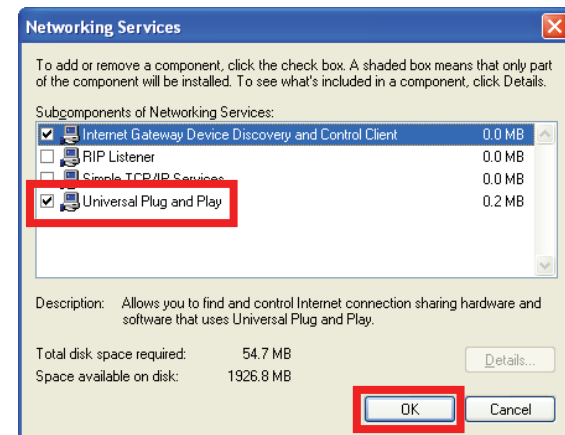 Networking Services
To add or remove a component, click the check box. A shaded box means that only part
of the component will be installed. To see what's included in a component, click Details.
Subcomponents of Networking Services:
Internet Gateway Device Discovery and Control Client 0.0 MB
RIP Listener 0.0 MB
Simple TCP/IP Services 0.0 MB
Universal Plug and Play 0.2 MB
Description: Allows you to find and control Internet connection sharing hardware and
software that uses Universal Plug and Play.
Total disk space required: 54.7 MB
Details...
Space available on disk: 1926.8 MB
OK Cancel